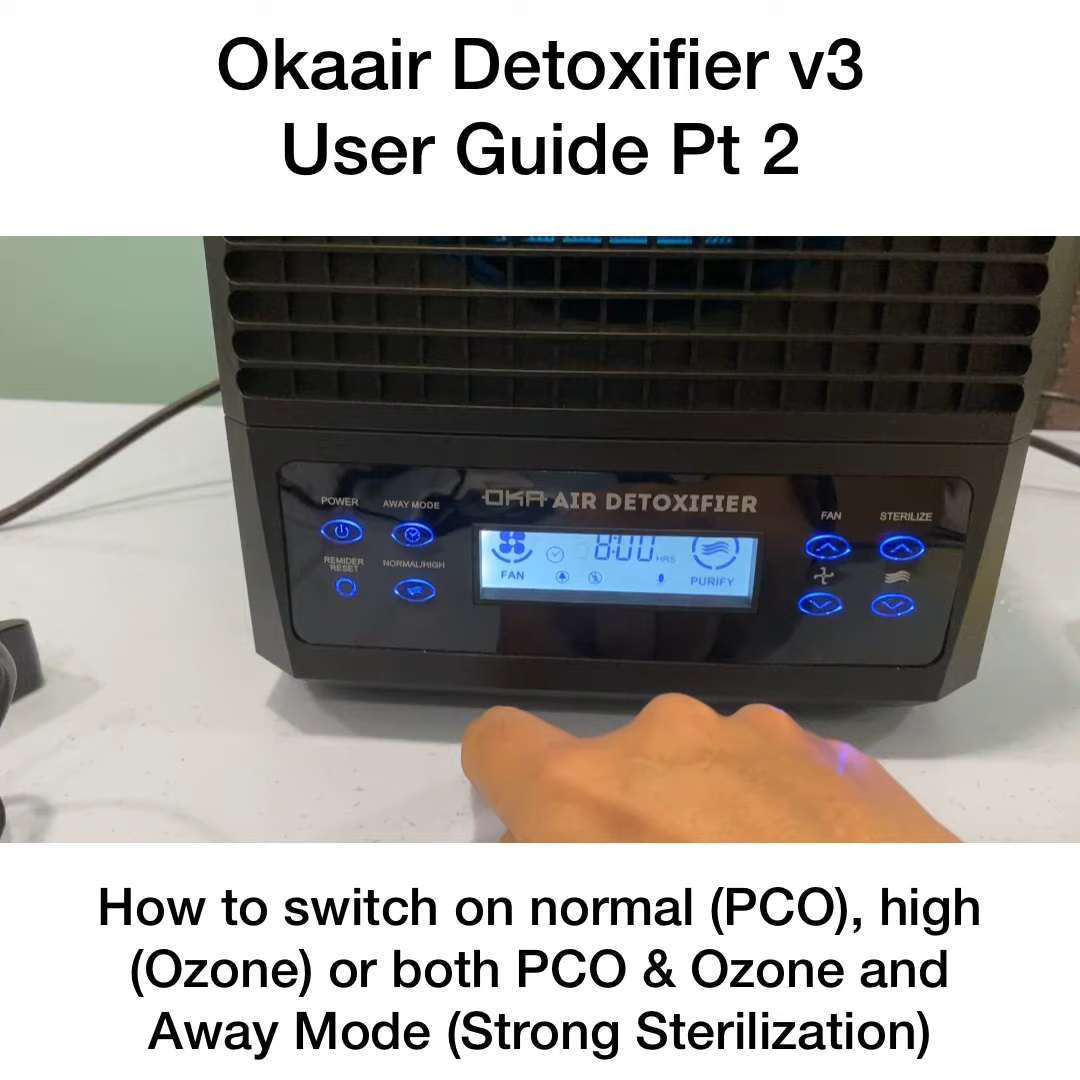 Okaair Detoxifier v3
User Guide Pt 2
POWER
AWAY MODE
OKA AIR DETOXIFIER
FAN
STERILIZE
REMIDER
RESET
NORMAL/HIGH
8:00 HRS
FAN
PURIFY
How to switch on normal (PCO), high
(Ozone) or both PCO & Ozone and
Away Mode (Strong Sterilization)